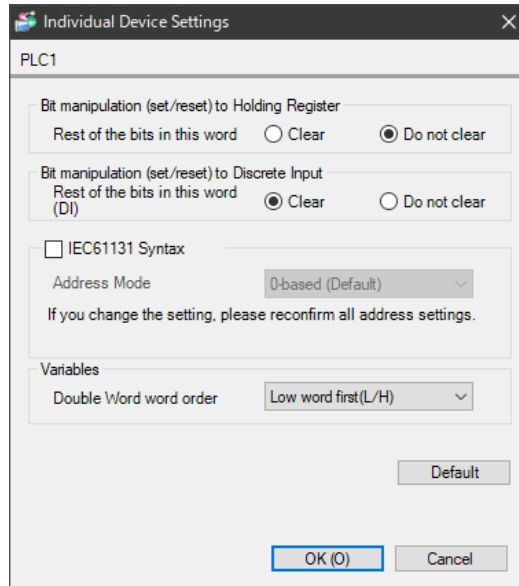 Individual Device Settings
PLC1
Bit manipulation (set/reset) to Holding Register
Rest of the bits in this word Clear Do not clear
Bit manipulation (set/reset) to Discrete Input
Rest of the bits in this word
(DI) Clear Do not clear
IEC61131 Syntax
Address Mode 0-based (Default)
If you change the setting, please reconfirm all address settings.
Variables
Double Word word order Low word first(L/H)
Default
OK (O) Cancel